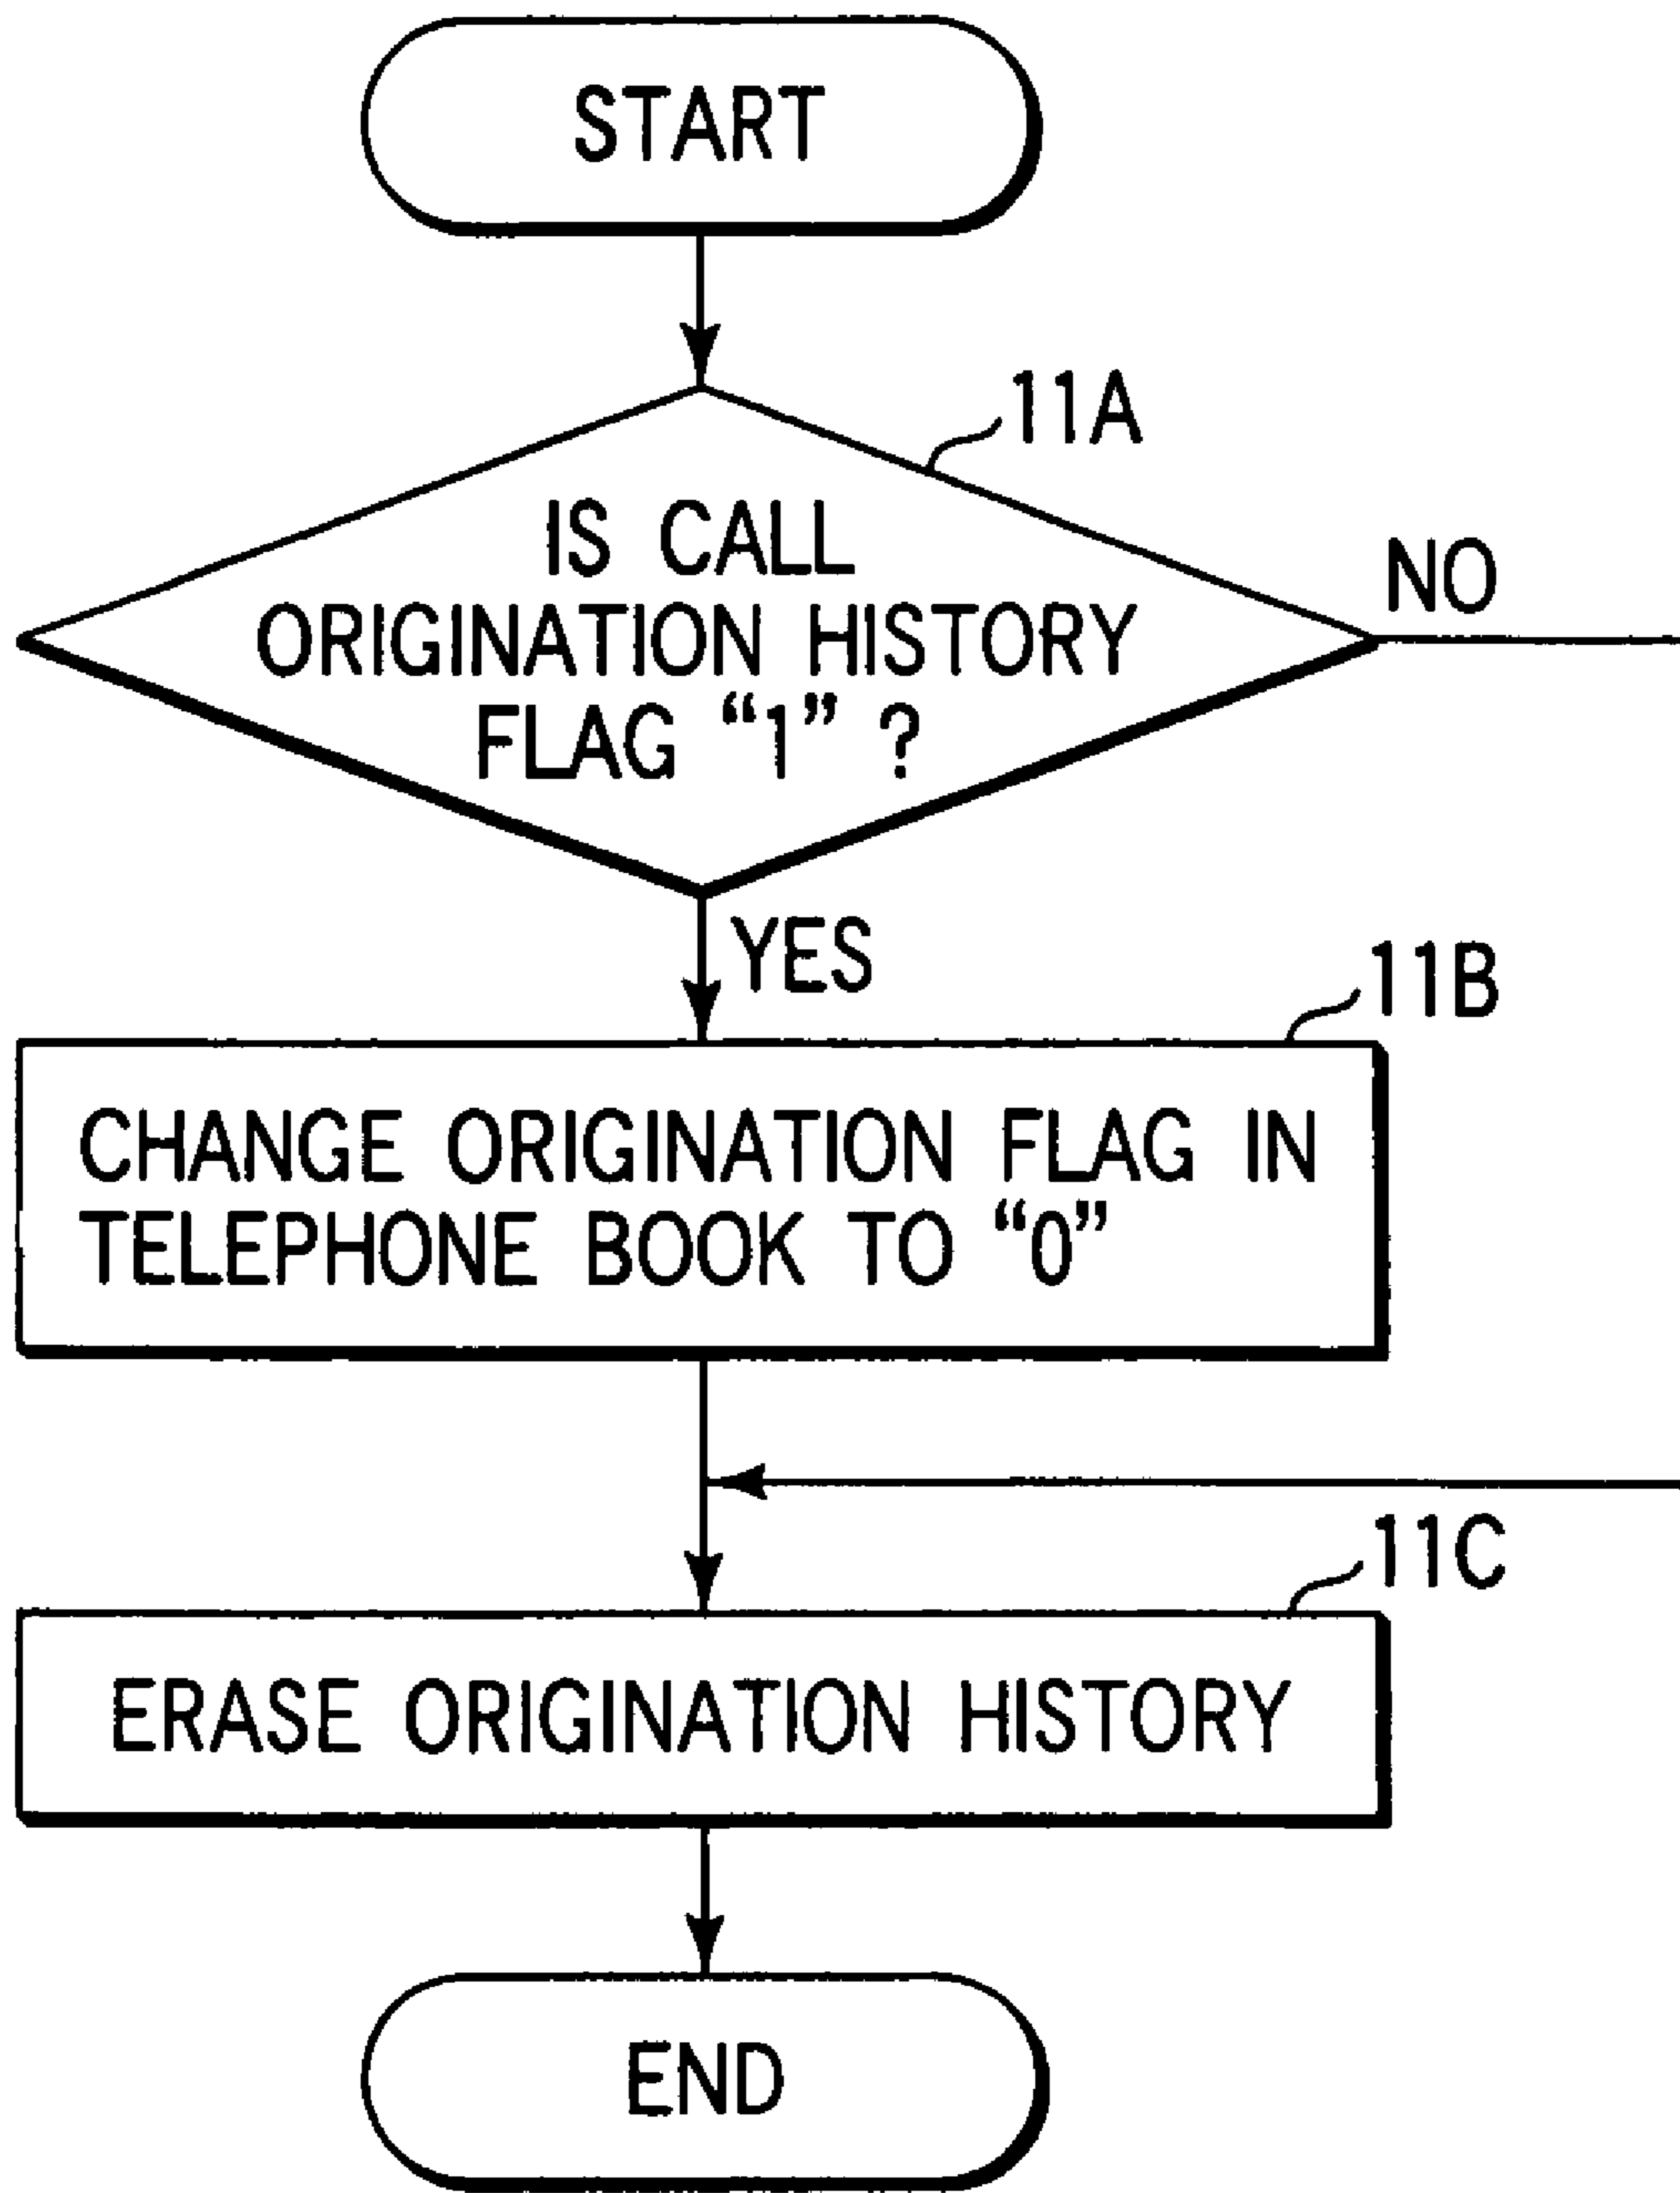 START
11A
IS CALL
ORIGINATION HISTORY
FLAG “1” ?
NO
YES
11B
CHANGE ORIGINATION FLAG IN
TELEPHONE BOOK TO “0”
11C
ERASE ORIGINATION HISTORY
END